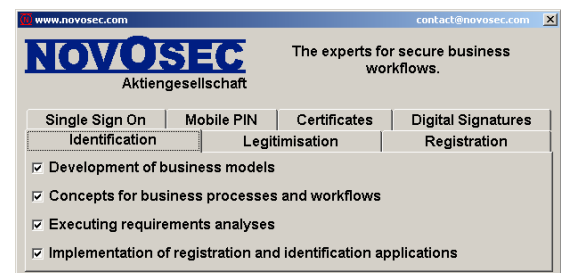 www.novosec.com contact@novosec.com
NOVOSEC
Aktiengesellschaft
The experts for secure business
workflows.
Single Sign On Mobile PIN Certificates Digital Signatures
Identification Legitimisation Registration
Development of business models
Concepts for business processes and workflows
Executing requirements analyses
Implementation of registration and identification applications